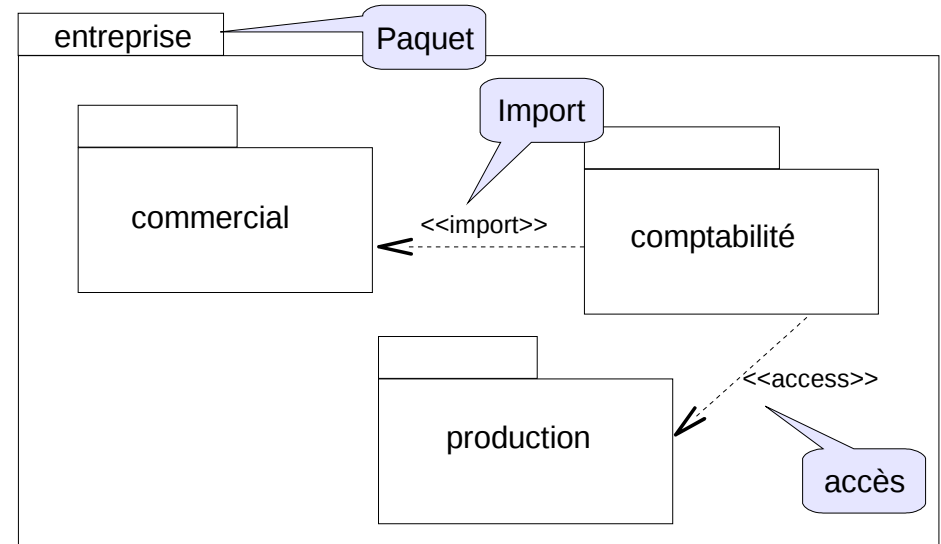 entreprise
Paquet
Import
commercial
<<import>>
comptabilité
<<access>>
production
accès